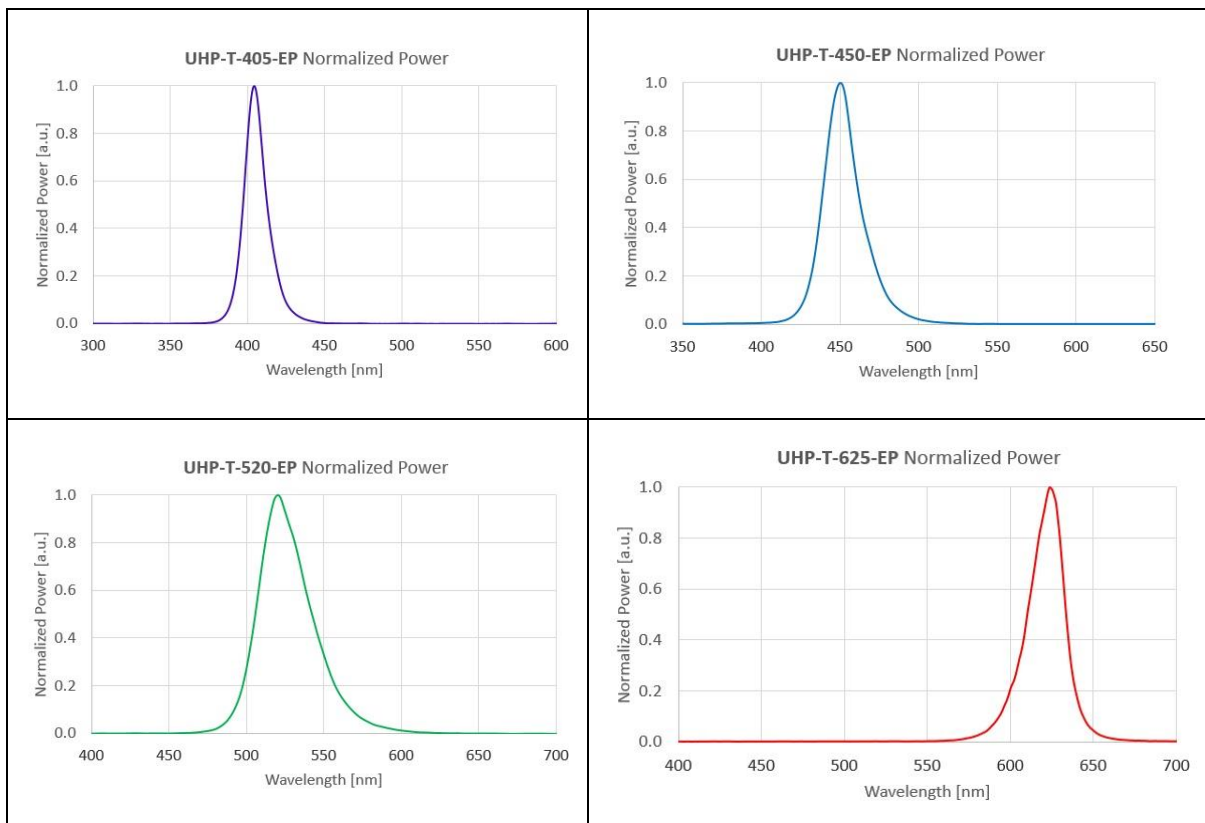 UHP-T-405-EP Normalized Power
Normalized Power [a.u.]
1.0
0.8
0.6
0.4
0.2
0.0
300 350 400 450 500 550 600
Wavelength [nm]
UHP-T-450-EP Normalized Power
Normalized Power [a.u.]
1.0
0.8
0.6
0.4
0.2
0.0
350 400 450 500 550 600 650
Wavelength [nm]
UHP-T-520-EP Normalized Power
Normalized Power [a.u.]
1.0
0.8
0.6
0.4
0.2
0.0
400 450 500 550 600 650 700
Wavelength [nm]
UHP-T-625-EP Normalized Power
Normalized Power [a.u.]
1.0
0.8
0.6
0.4
0.2
0.0
400 450 500 550 600 650 700
Wavelength [nm]